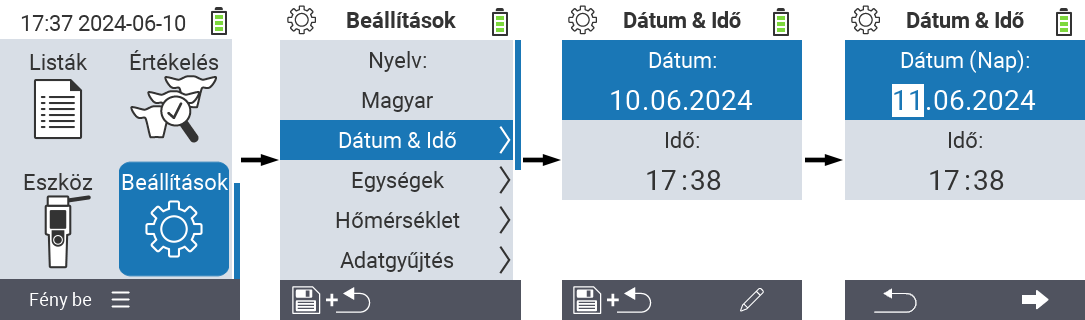 17:37 2024-06-10
Listák
Értékelés
Eszköz
Beállítások
Fény be
Beállítások
Nyelv:
Magyar
Dátum & Idő
Egységek
Hőmérséklet
Adatgyűjtés
+
Dátum & Idő
Dátum:
10.06.2024
Idő:
17:38
+
Dátum & Idő
Dátum (Nap):
11.06.2024
Idő:
17:38